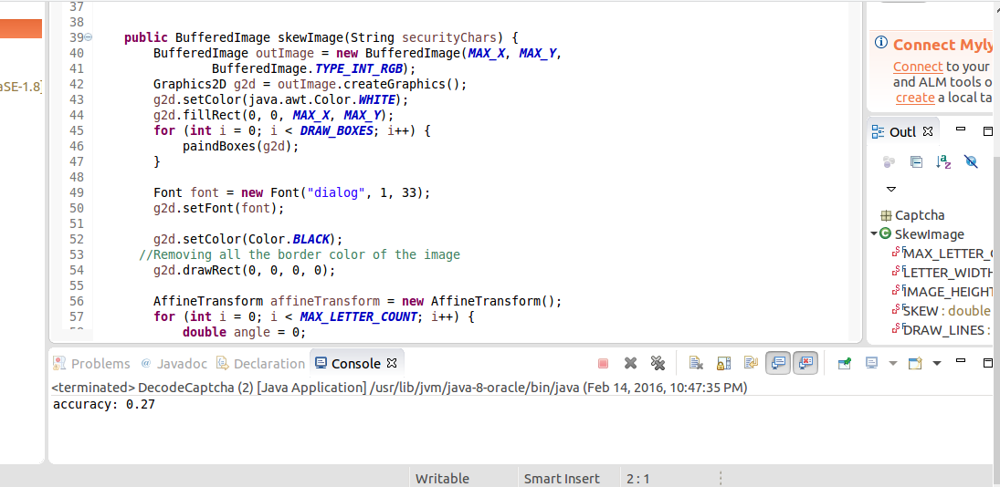 37
38
39 public BufferedImage skewImage(String securityChars) {
40 BufferedImage outImage = new BufferedImage(MAX_X, MAX_Y,
41 BufferedImage.TYPE_INT_RGB);
42 Graphics2D g2d = outImage.createGraphics();
43 g2d.setColor(java.awt.Color.WHITE);
44 g2d.fillRect(0, 0, MAX_X, MAX_Y);
45 for (int i = 0; i < DRAW_BOXES; i++) {
46 paindBoxes(g2d);
47 }
48
49 Font font = new Font("dialog", 1, 33);
50 g2d.setFont(font);
51
52 g2d.setColor(Color.BLACK);
53 //Removing all the border color of the image
54 g2d.drawRect(0, 0, 0, 0);
55
56 AffineTransform affineTransform = new AffineTransform();
57 for (int i = 0; i < MAX_LETTER_COUNT; i++) {
double angle = 0;
aSE-1.8]
Connect Myly
Connect to your
and ALM tools o
create a local ta
Outl
Captcha
SkewImage
MAX_LETTER_
LETTER_WIDTH
IMAGE_HEIGHT
SKEW : double
DRAW_LINES :
Problems @ Javadoc Declaration Console
<terminated> DecodeCaptcha (2) [Java Application] /usr/lib/jvm/java-8-oracle/bin/java (Feb 14, 2016, 10:47:35 PM)
accuracy: 0.27
Writable Smart Insert 2 : 1